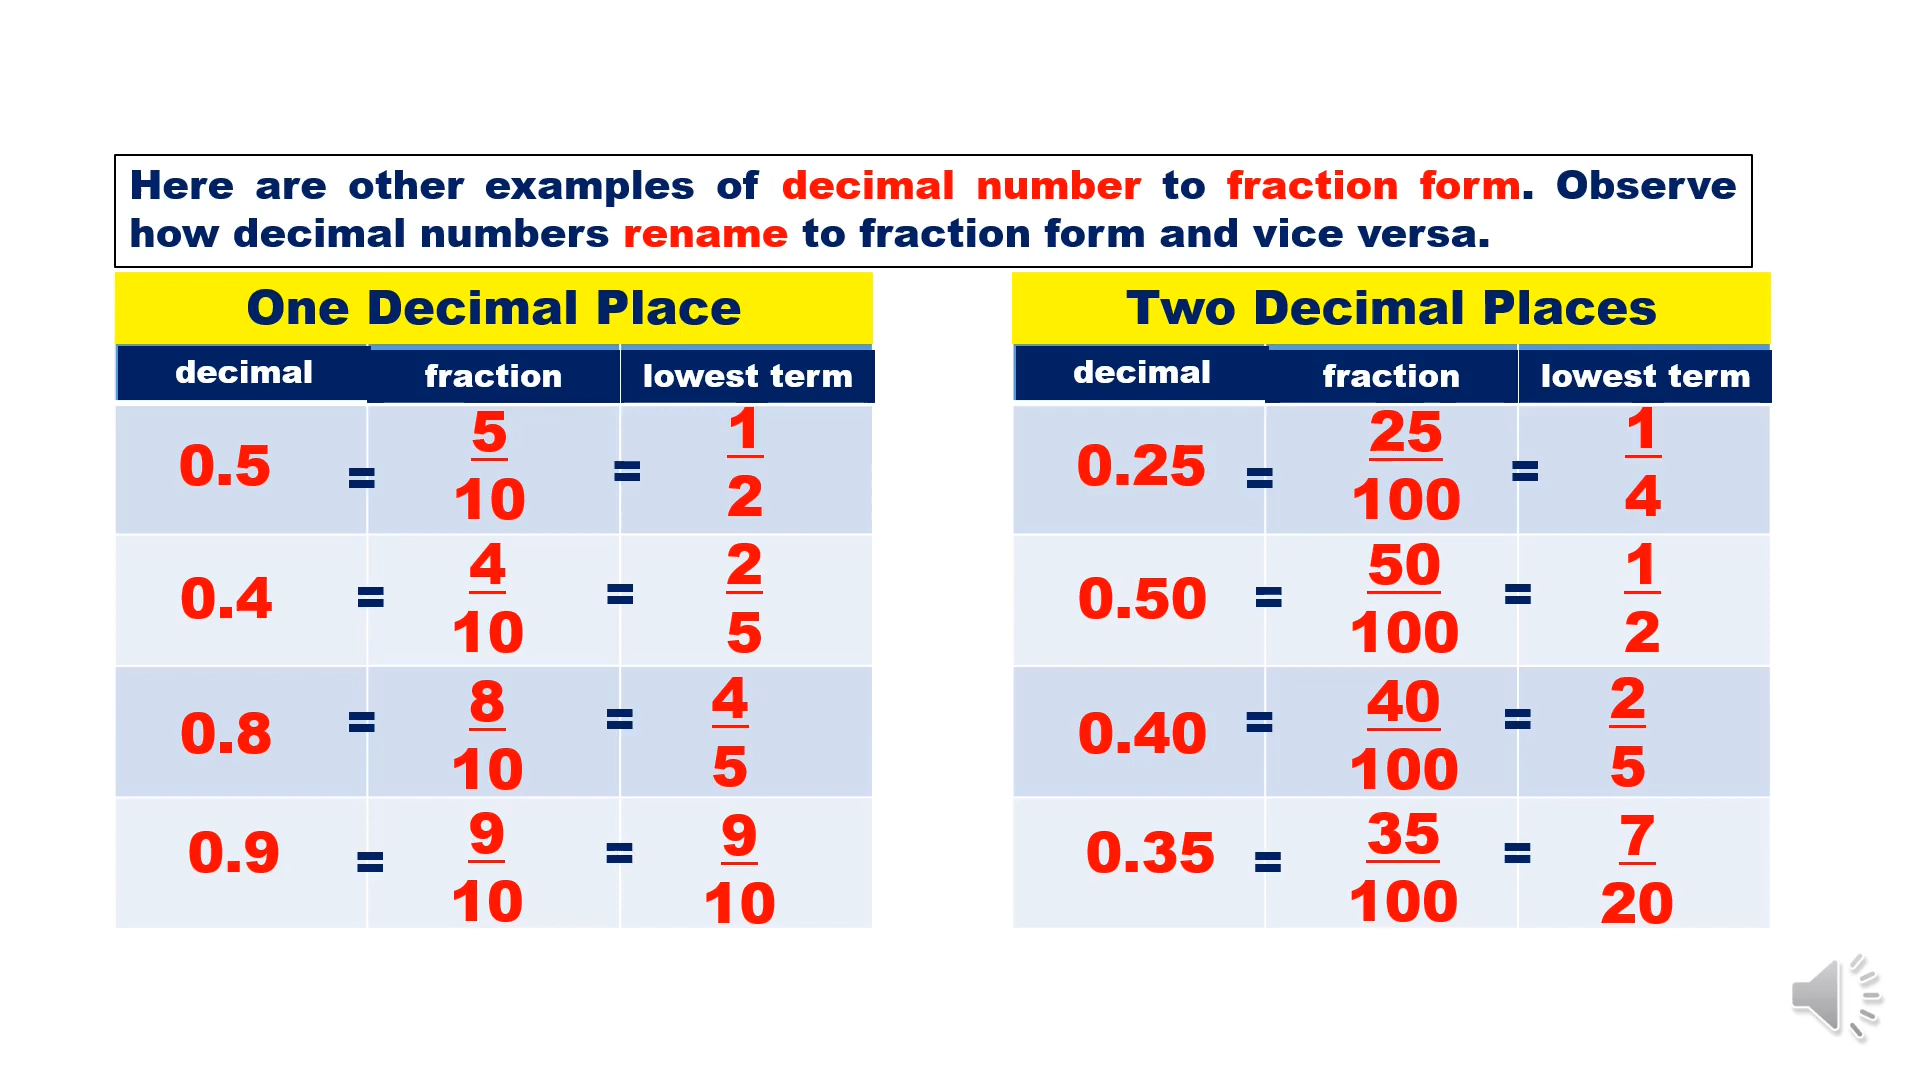 Here are other examples of decimal number to fraction form. Observe
how decimal numbers rename to fraction form and vice versa.
One Decimal Place
decimal fraction lowest term
0.5 = 5/10 = 1/2
0.4 = 4/10 = 2/5
0.8 = 8/10 = 4/5
0.9 = 9/10 = 9/10
Two Decimal Places
decimal fraction lowest term
0.25 = 25/100 = 1/4
0.50 = 50/100 = 1/2
0.40 = 40/100 = 2/5
0.35 = 35/100 = 7/20